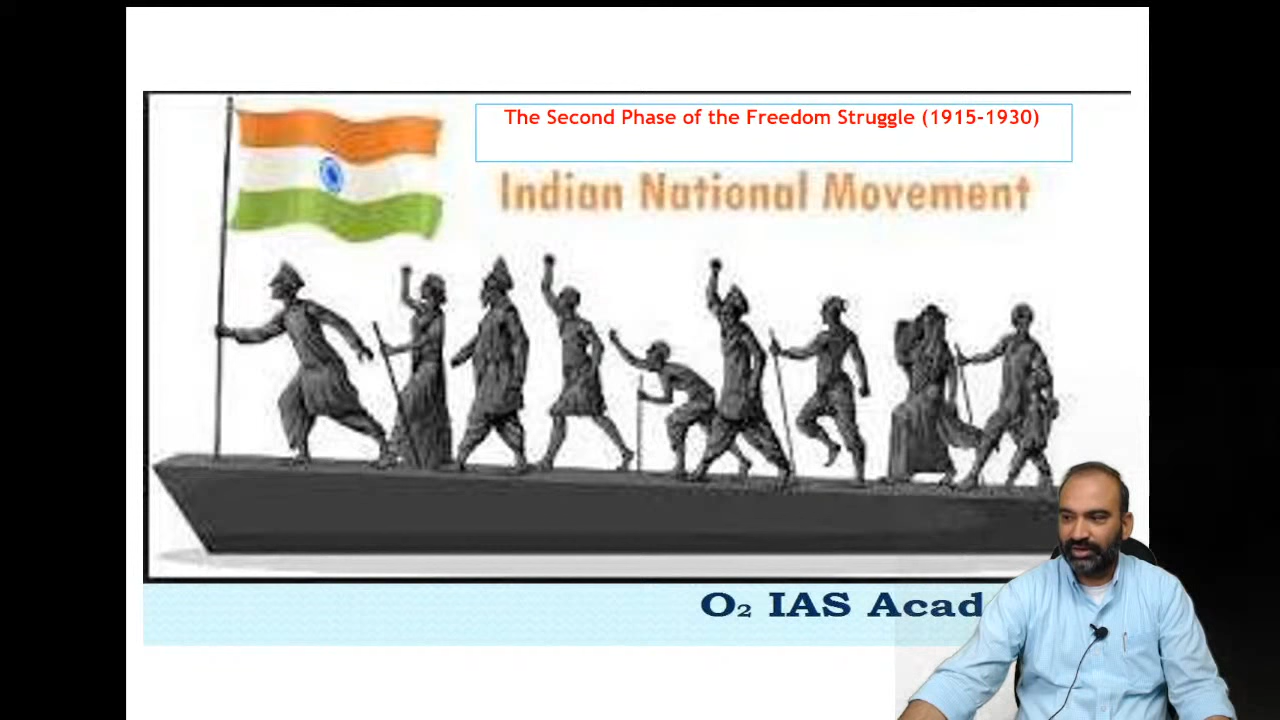 The Second Phase of the Freedom Struggle (1915-1930)
Indian National Movement
O₂ IAS Acad